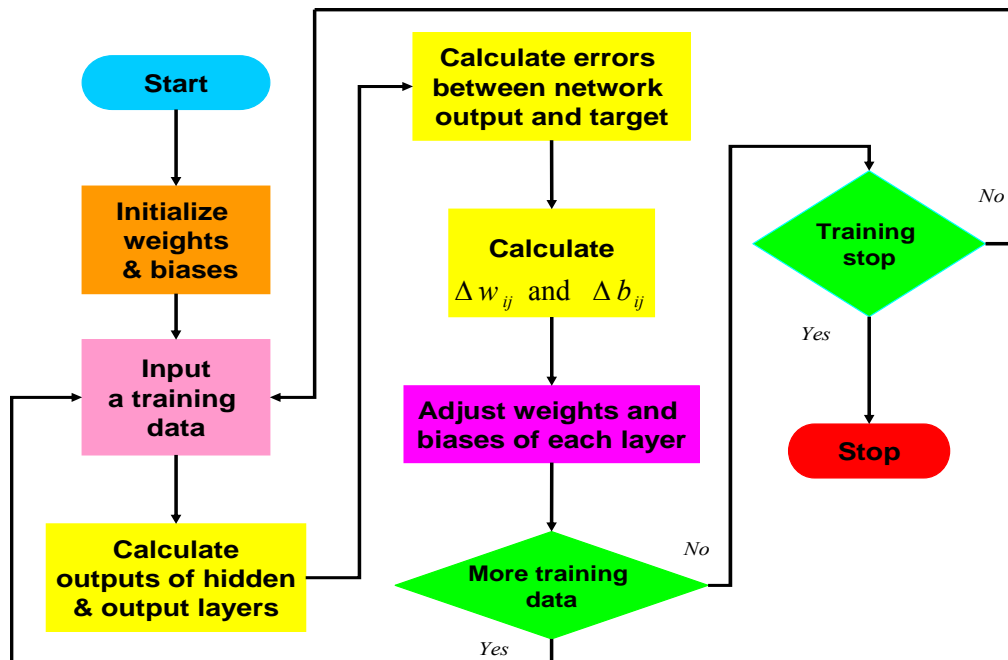 Start
Initialize
weights
& biases
Input
a training
data
Calculate
outputs of hidden
& output layers
Calculate errors
between network
output and target
Calculate
Δ w_ij and Δ b_ij
Adjust weights and
biases of each layer
More training
data
Yes
No
Training
stop
No
Yes
Stop